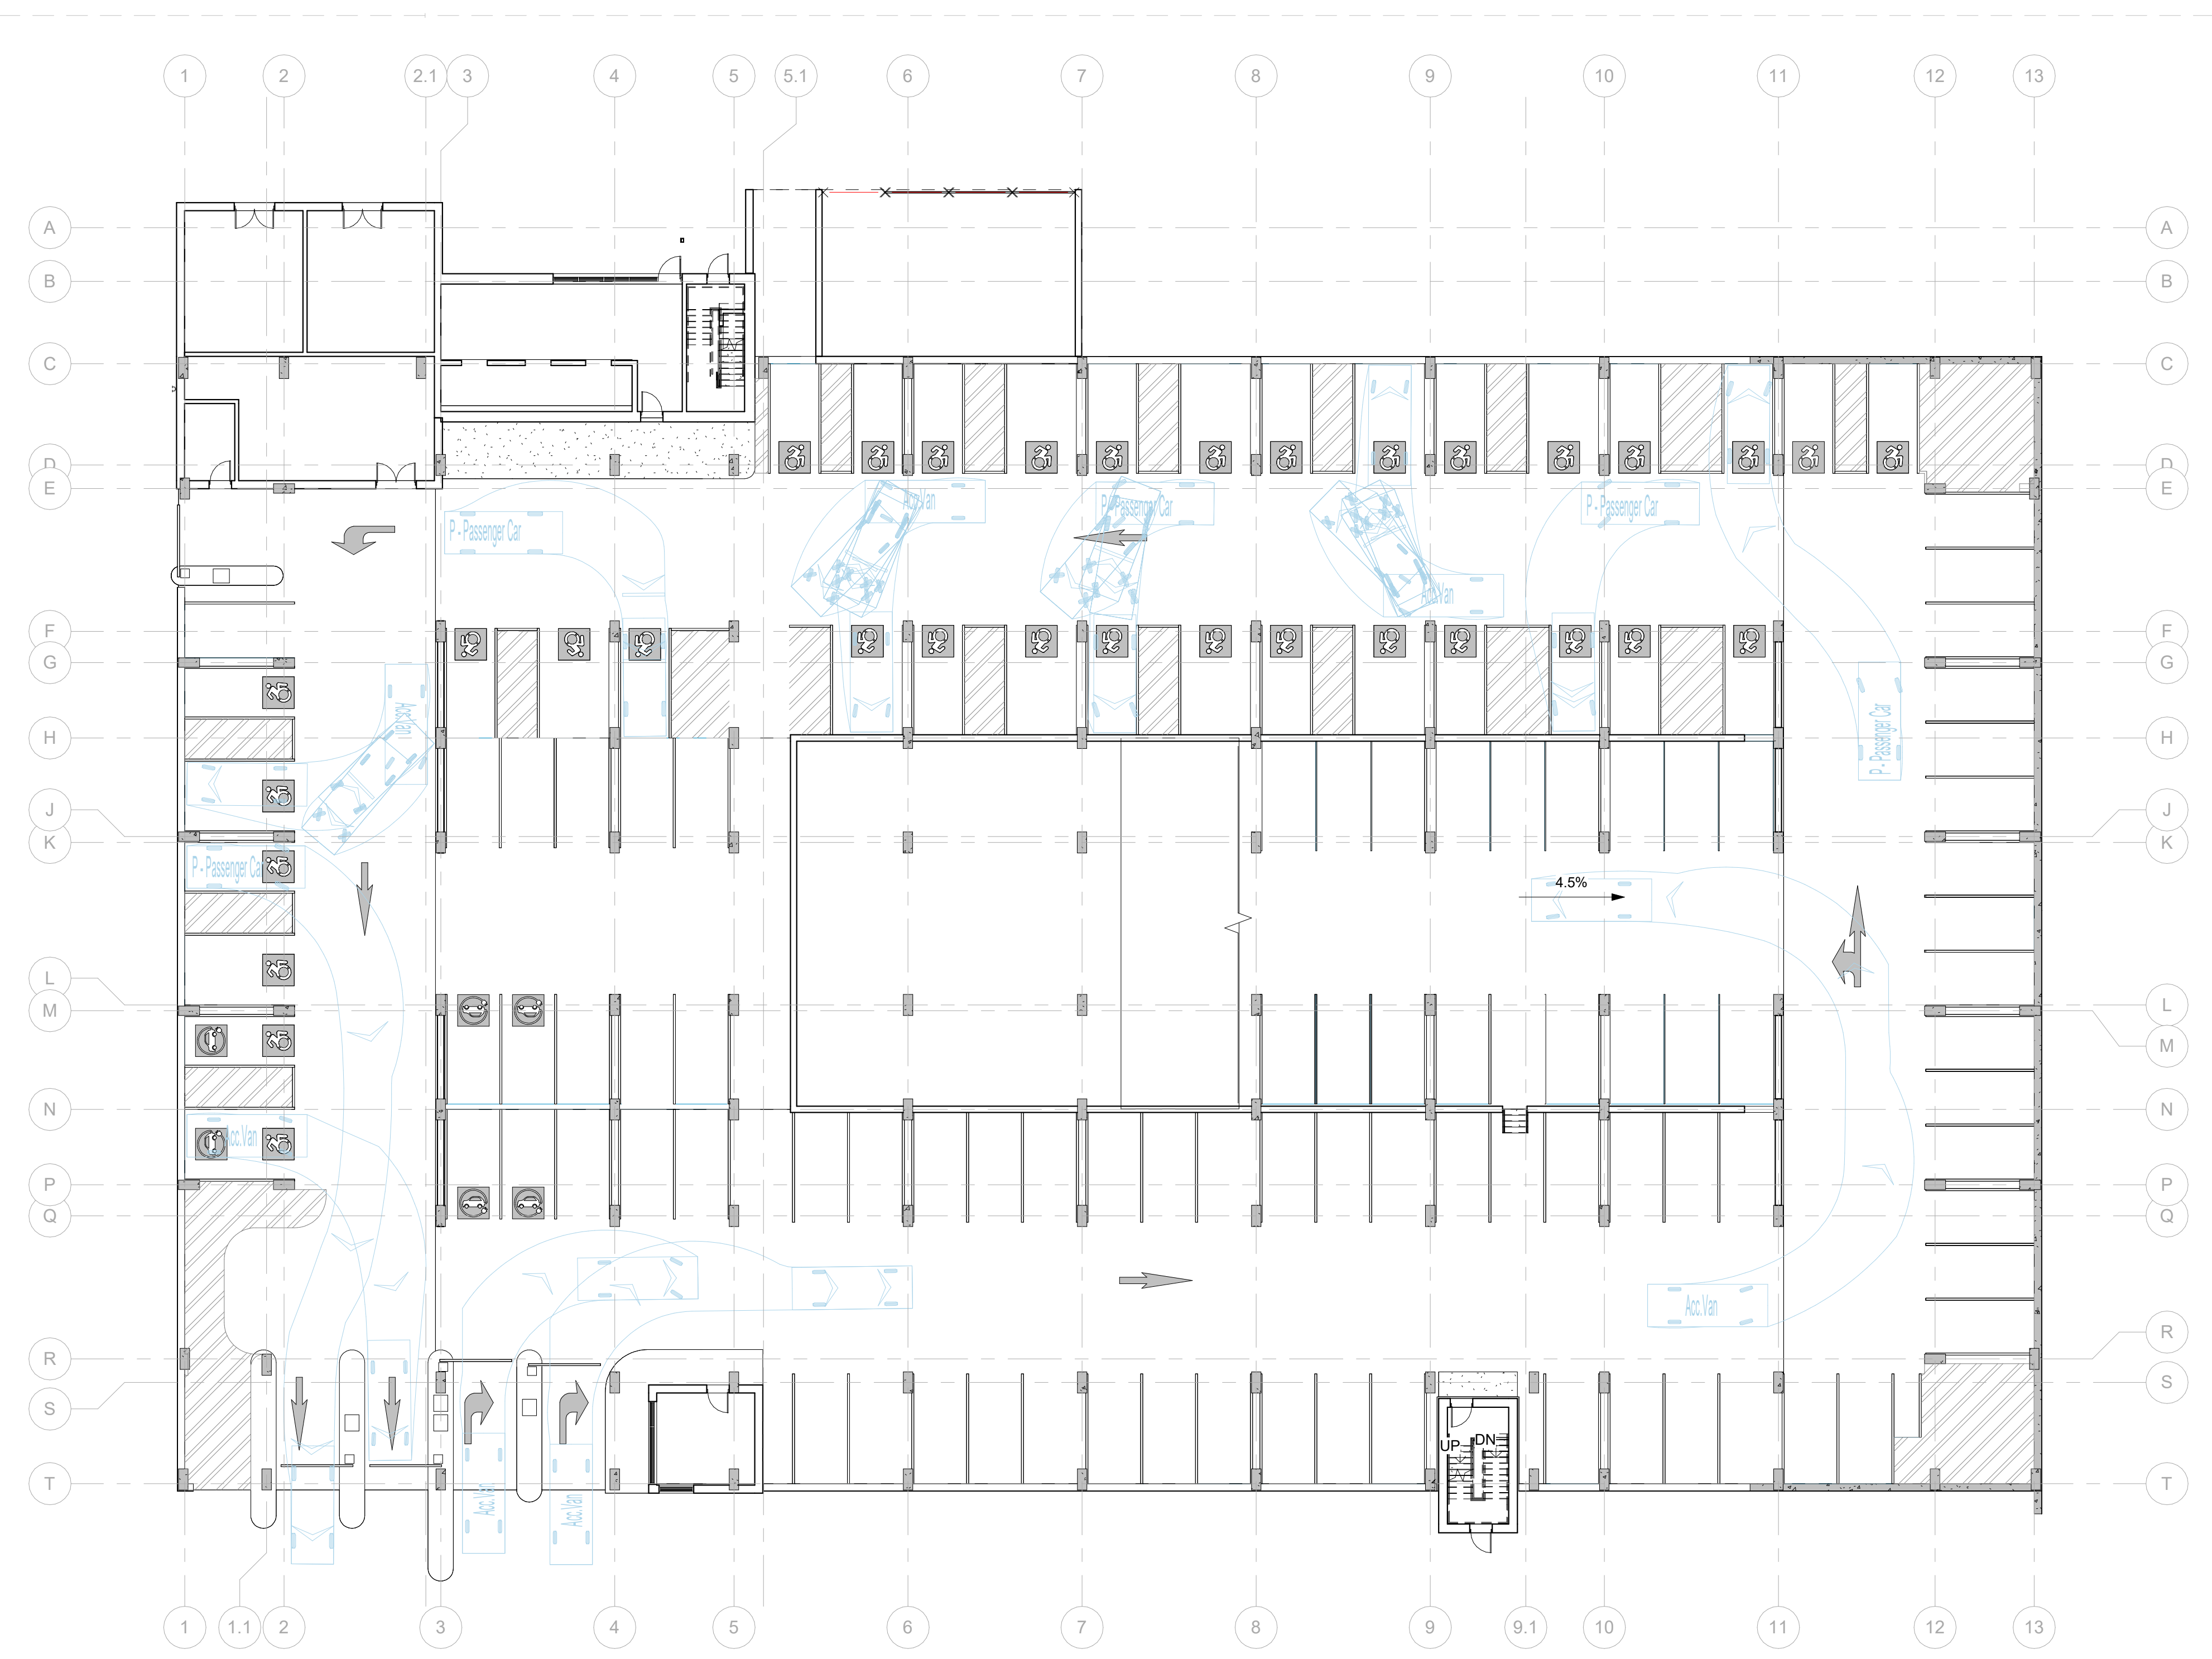 1 2 2.1 3 4 5 5.1 6 7 8 9 10 11 12 13
A A
B B
C C
D D
E E
P - Passenger Car Acc.Van P - Passenger Car P - Passenger Car
Acc.Van
F F
G G
Acc.Van
P - Passenger Car
H H
J J
K K
P - Passenger Car
4.5%
L L
M M
N N
Acc.Van
P P
Q Q
Acc.Van
R R
S S
UP DN
T T
Acc.Van Acc.Van
1 1.1 2 3 4 5 6 7 8 9 9.1 10 11 12 13